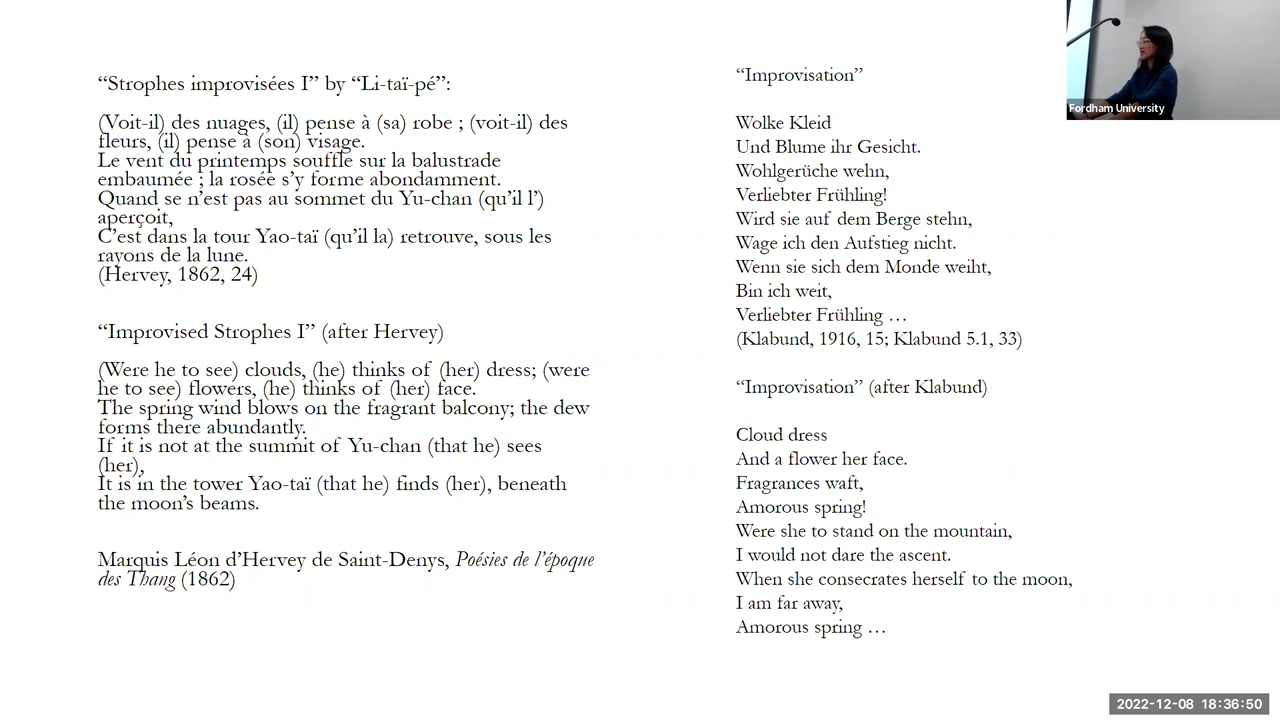 “Strophes improvisées I” by “Li-taï-pé”:
(Voit-il) des nuages, (il) pense à (sa) robe ; (voit-il) des
fleurs, (il) pense à (son) visage.
Le vent du printemps souffle sur la balustrade
embaumée ; la rosée s’y forme abondamment.
Quand se n’est pas au sommet du Yu-chan (qu’il l’)
aperçoit,
C’est dans la tour Yao-taï (qu’il la) retrouve, sous les
rayons de la lune.
(Hervey, 1862, 24)
“Improvised Strophes I” (after Hervey)
(Were he to see) clouds, (he) thinks of (her) dress; (were
he to see) flowers, (he) thinks of (her) face.
The spring wind blows on the fragrant balcony; the dew
forms there abundantly.
If it is not at the summit of Yu-chan (that he) sees
(her),
It is in the tower Yao-taï (that he) finds (her), beneath
the moon’s beams.
Marquis Léon d’Hervey de Saint-Denys, Poésies de l’époque
des Thang (1862)
“Improvisation”
Wolke Kleid
Und Blume ihr Gesicht.
Wohlgerüche wehn,
Verliebter Frühling!
Wird sie auf dem Berge stehn,
Wage ich den Aufstieg nicht.
Wenn sie sich dem Monde weiht,
Bin ich weit,
Verliebter Frühling …
(Klabund, 1916, 15; Klabund 5.1, 33)
“Improvisation” (after Klabund)
Cloud dress
And a flower her face.
Fragrances waft,
Amorous spring!
Were she to stand on the mountain,
I would not dare the ascent.
When she consecrates herself to the moon,
I am far away,
Amorous spring …
Fordham University
2022-12-08 18:36:50